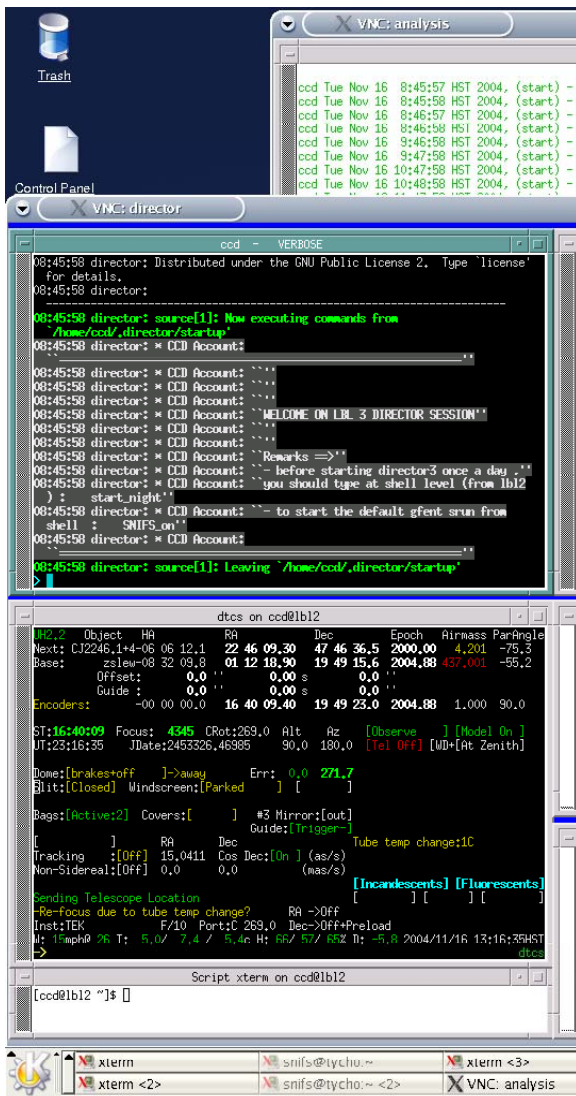 Trash
Control Panel
VNC: analysis
ccd Tue Nov 16  8:45:57 HST 2004, (start) -
ccd Tue Nov 16  8:45:58 HST 2004, (start) -
ccd Tue Nov 16  8:46:57 HST 2004, (start) -
ccd Tue Nov 16  8:46:58 HST 2004, (start) -
ccd Tue Nov 16  9:46:58 HST 2004, (start) -
ccd Tue Nov 16  9:47:58 HST 2004, (start) -
ccd Tue Nov 16 10:47:58 HST 2004, (start) -
ccd Tue Nov 16 10:48:58 HST 2004, (start) -
VNC: director
ccd  -  VERBOSE
08:45:58 director: Distributed under the GNU Public License 2.  Type `license'
for details.
08:45:58 director:
08:45:58 director: source[1]: Now executing commands from
`/home/ccd/.director/startup'
08:45:58 director: * CCD Account:
08:45:58 director: * CCD Account: ``''
08:45:58 director: * CCD Account: ``''
08:45:58 director: * CCD Account: ``''
08:45:58 director: * CCD Account: ``WELCOME ON LBL 3 DIRECTOR SESSION''
08:45:58 director: * CCD Account: ``''
08:45:58 director: * CCD Account: ``''
08:45:58 director: * CCD Account: ``Remarks =>''
08:45:58 director: * CCD Account: ``- before starting director3 once a day .''
08:45:58 director: * CCD Account: ``you should type at shell level (from lbl2
) :    start_night''
08:45:58 director: * CCD Account: ``- to start the default gfent srun from
shell  :    SNIFS_on''
08:45:58 director: * CCD Account:
08:45:58 director: source[1]: Leaving `/home/ccd/.director/startup'
>
dtcs on ccd@lbl2
UH2.2  Object  HA  RA  Dec  Epoch  Airmass ParAngle
Next: CJ2246.1+4-06 06 12.1  22 46 09.30  47 46 36.5  2000.00  4.201  -75.3
Base:  zslew-08 32 09.8  01 12 18.90  19 49 15.6  2004.88  437.001  -55.2
Offset:  0.0 ''  0.00 s  0.0 ''
Guide :  0.0 ''  0.00 s  0.0 ''
Encoders:  -00 00 00.0  16 40 09.40  19 49 23.0  2004.88  1.000  90.0
ST:16:40:09  Focus:  4345  CRot:269.0  Alt  Az  [Observe  ] [Model On ]
UT:23:16:35  JDate:2453326.46985  90.0  180.0  [Tel Off] [WD+[At Zenith]
Dome:[brakes+off  ]->away  Err:  0.0  271.7
Slit:[Closed]  Windscreen:[Parked  ]  [  ]
Bags:[Active:2]  Covers:[  ]  #3 Mirror:[out]
Guide:[Trigger-]
[  ]  RA  Dec  Tube temp change:1C
Tracking  :[Off]  15.0411  Cos Dec:[On ] (as/s)
Non-Sidereal:[Off]  0.0  0.0  (mas/s)
[Incandescents] [Fluorescents]
Sending Telescope Location  [  ] [  ] [  ]
-Re-focus due to tube temp change?  RA ->Off
Inst:TEK  F/10  Port:C 269.0  Dec->Off+Preload
W: 15mph@ 26 T:  5.0/  7.4 /  5.4c H: 66/ 57/ 65% D: -5.8 2004/11/16 13:16:35HST
->  dtcs
Script xterm on ccd@lbl2
[ccd@lbl2 ~]$
xterm
snifs@tycho:~
xterm <3>
xterm <2>
snifs@tycho:~ <2>
VNC: analysis